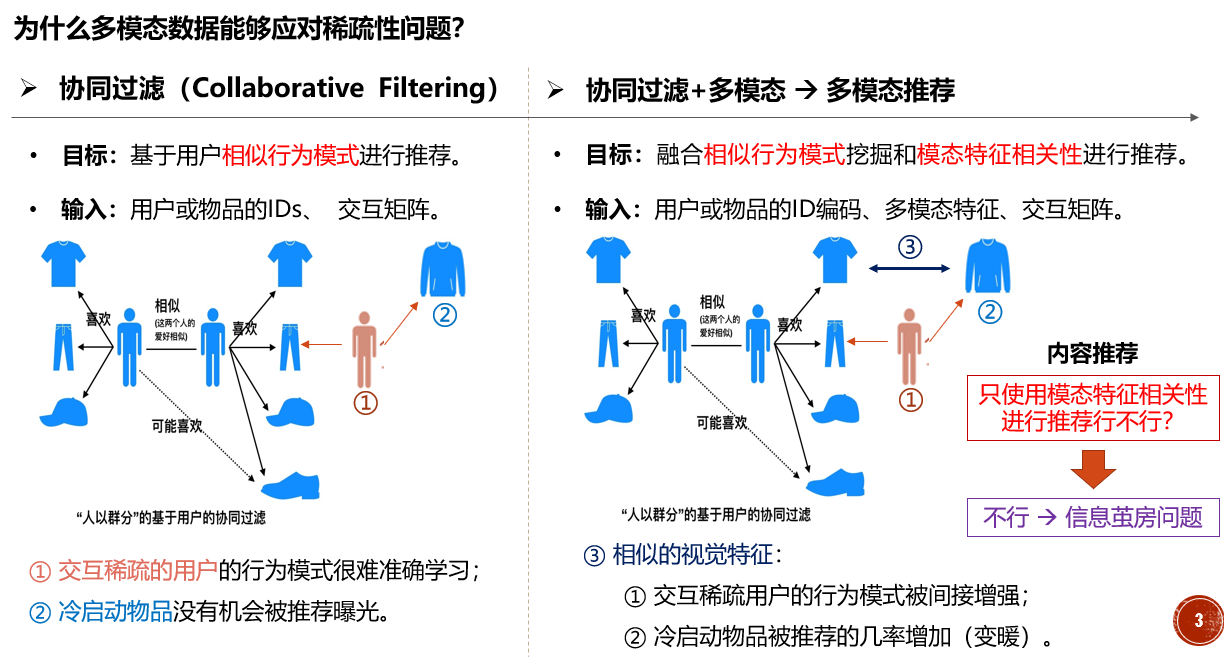 为什么多模态数据能够应对稀疏性问题？
➢ 协同过滤（Collaborative Filtering）
• 目标：基于用户相似行为模式进行推荐。
• 输入：用户或物品的IDs、 交互矩阵。
喜欢
相似
(这两个人的
爱好相似)
喜欢
②
①
可能喜欢
“人以群分”的基于用户的协同过滤
① 交互稀疏的用户的行为模式很难准确学习；
② 冷启动物品没有机会被推荐曝光。
➢ 协同过滤+多模态 → 多模态推荐
• 目标：融合相似行为模式挖掘和模态特征相关性进行推荐。
• 输入：用户或物品的ID编码、多模态特征、交互矩阵。
③
喜欢
相似
(这两个人的
爱好相似)
喜欢
②
①
可能喜欢
“人以群分”的基于用户的协同过滤
内容推荐
只使用模态特征相关性
进行推荐行不行？
不行 → 信息茧房问题
③ 相似的视觉特征：
① 交互稀疏用户的行为模式被间接增强；
② 冷启动物品被推荐的几率增加（变暖）。
3